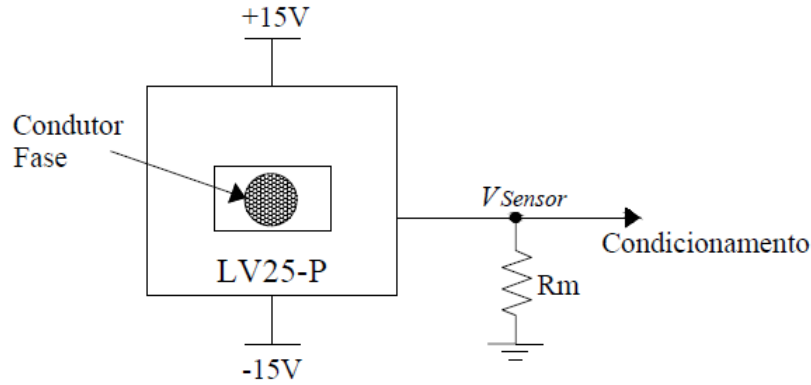 +15V
Condutor
Fase
VSensor
Condicionamento
LV25-P
Rm
-15V